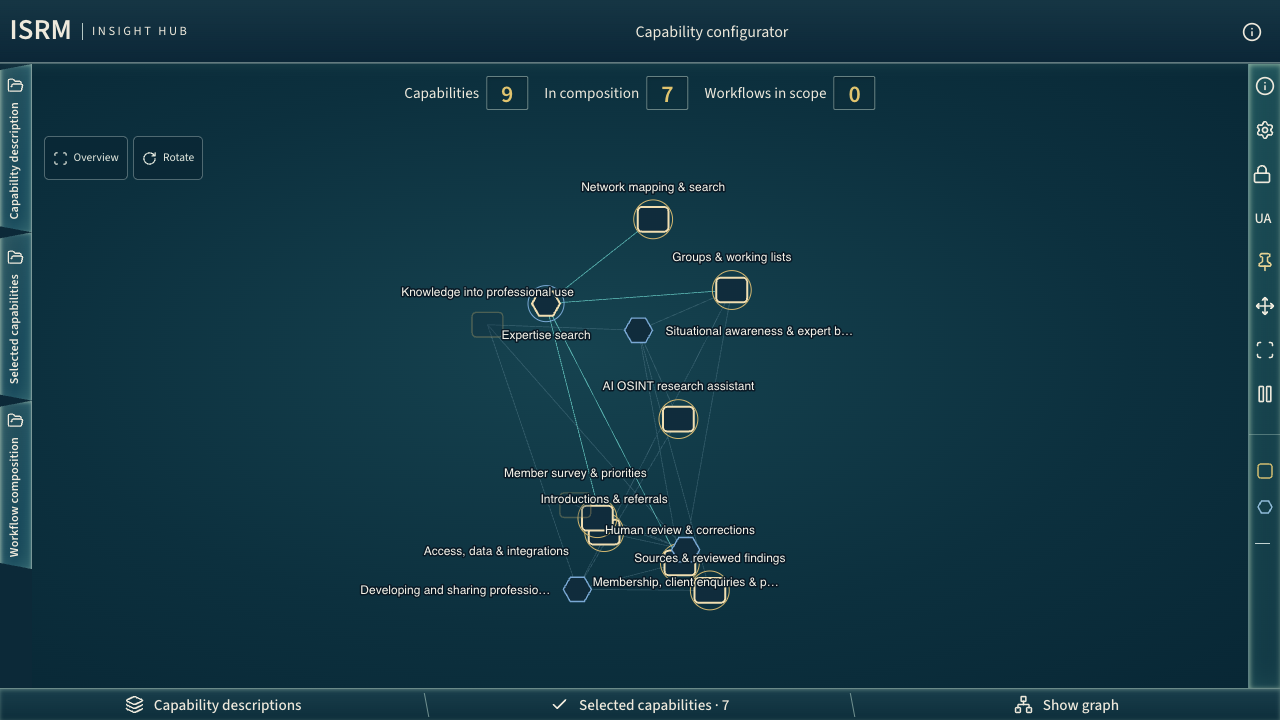 ISRM
INSIGHT HUB
Capability configurator
Capabilities 9 In composition 7 Workflows in scope 0
Capability description
Selected capabilities
Workflow composition
Overview
Rotate
UA
Network mapping & search
Groups & working lists
Knowledge into professional use
Expertise search
Situational awareness & expert b…
AI OSINT research assistant
Member survey & priorities
Introductions & referrals
Human review & corrections
Access, data & integrations
Sources & reviewed findings
Membership, client enquiries & p…
Developing and sharing professio…
Capability descriptions
Selected capabilities · 7
Show graph